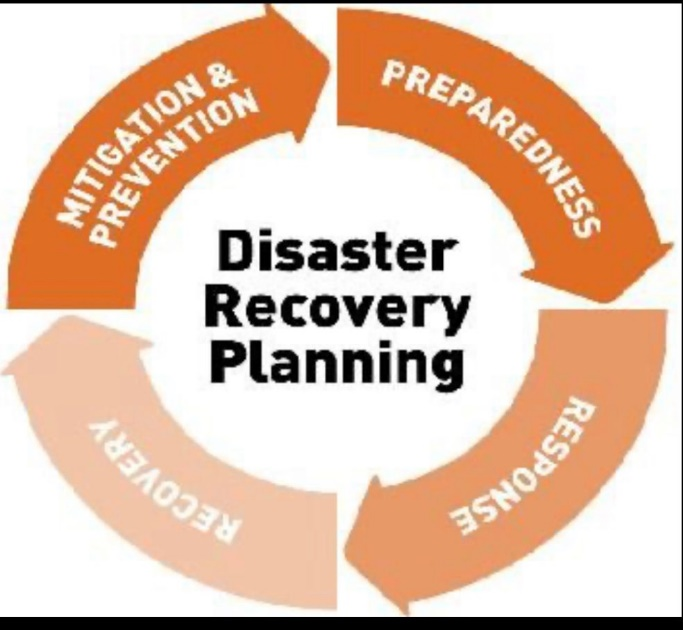 MITIGATION &
PREVENTION
PREPAREDNESS
Disaster
Recovery
Planning
RESPONSE
RECOVERY